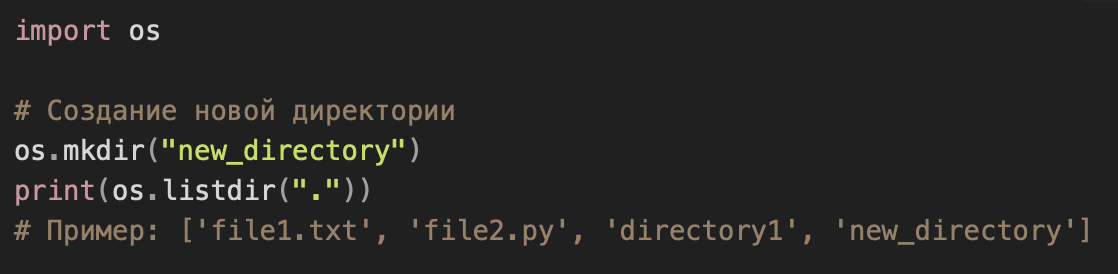 import os
# Создание новой директории
os.mkdir("new_directory")
print(os.listdir("."))
# Пример: ['file1.txt', 'file2.py', 'directory1', 'new_directory']